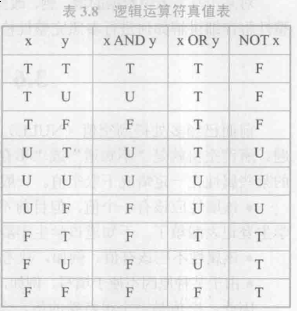 表 3.8 逻辑运算符真值表
x y x AND y x OR y NOT x
T T T T F
T U U T F
T F F T F
U T U T U
U U U U U
U F F U U
F T F T T
F U F U T
F F F F T